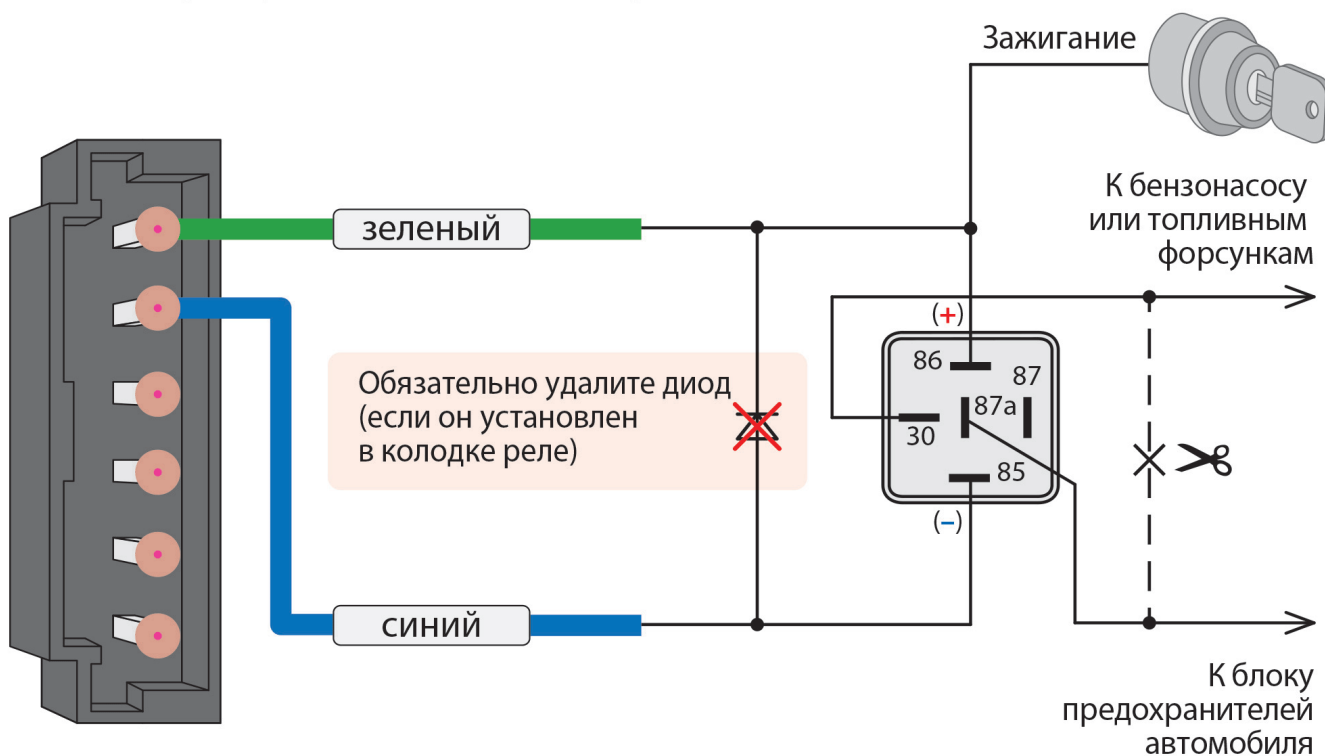 Зажигание
К бензонасосу
или топливным
форсункам
зеленый
(+)
86
87
87a
30
85
(–)
Обязательно удалите диод
(если он установлен
в колодке реле)
синий
К блоку
предохранителей
автомобиля